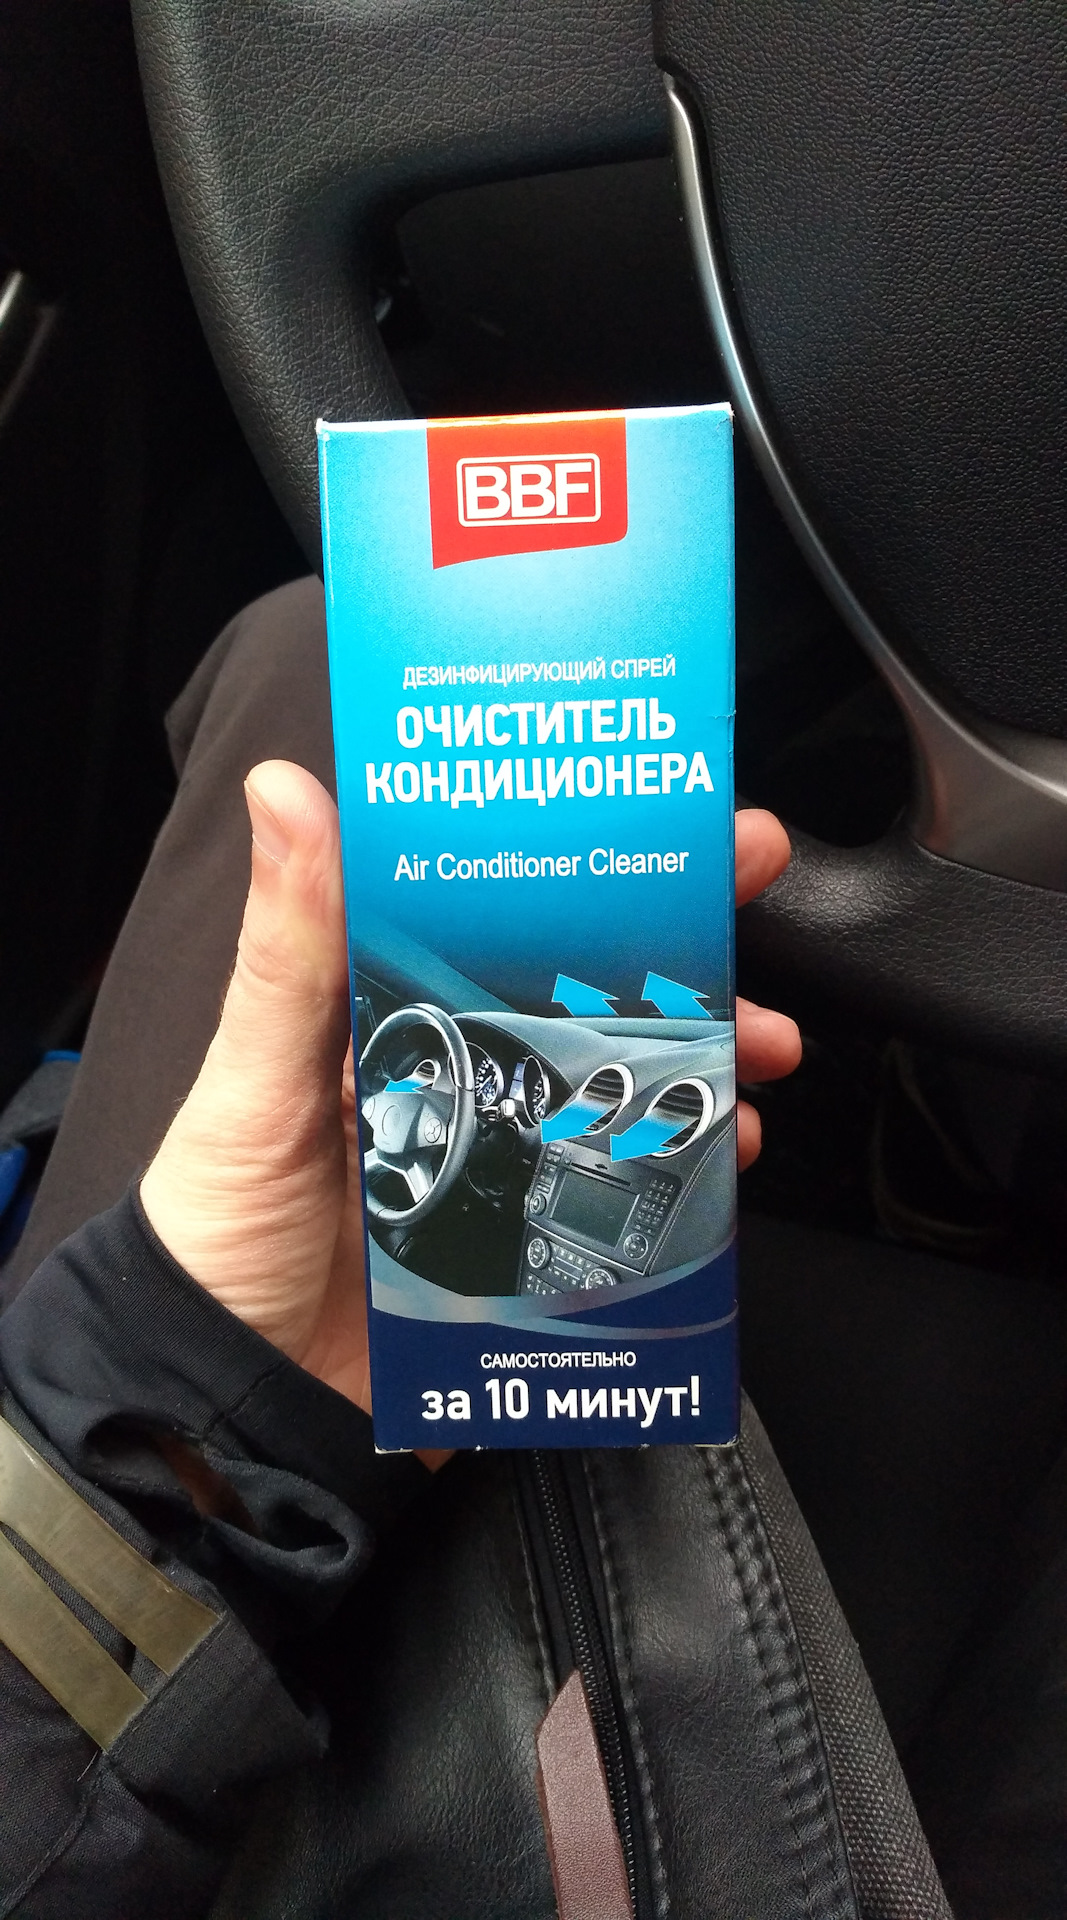 BBF
ДЕЗИНФИЦИРУЮЩИЙ СПРЕЙ
ОЧИСТИТЕЛЬ
КОНДИЦИОНЕРА
Air Conditioner Cleaner
САМОСТОЯТЕЛЬНО
за 10 минут!